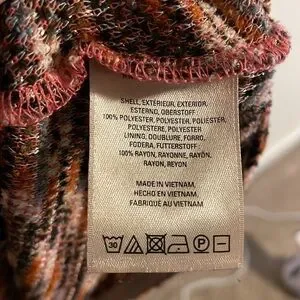 SHELL, EXTÉRIEUR, EXTERIOR,
ESTERNO, OBERSTOFF
100% POLYESTER, POLYESTER, POLIÉSTER,
POLYESTERE, POLYESTER
LINING, DOUBLURE, FORRO,
FODERA, FUTTERSTOFF :
100% RAYON, RAYONNE, RAYÓN,
RAYON, REYON
MADE IN VIETNAM,
HECHO EN VIETNAM,
FABRIQUÉ AU VIETNAM
30
P